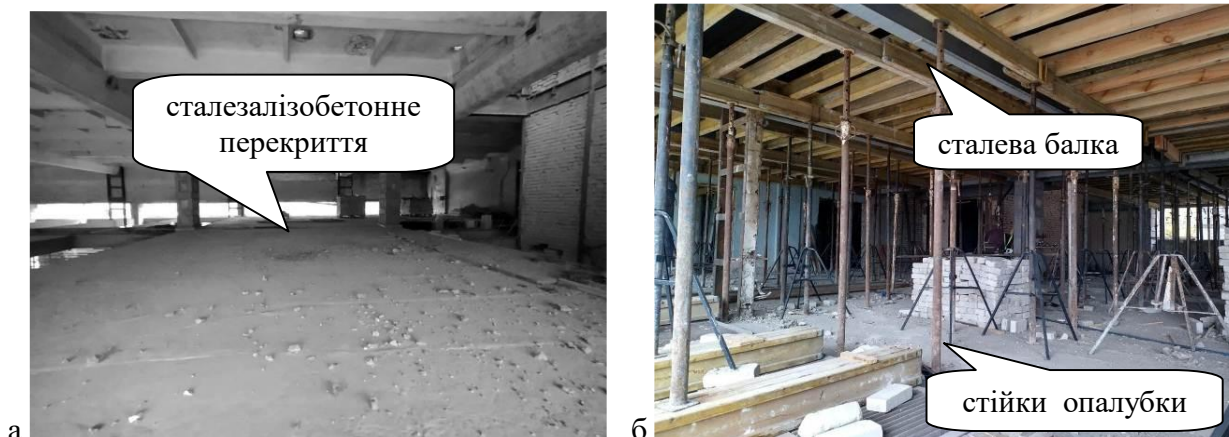 сталезалізобетонне
перекриття
сталева балка
стійки опалубки
а
б